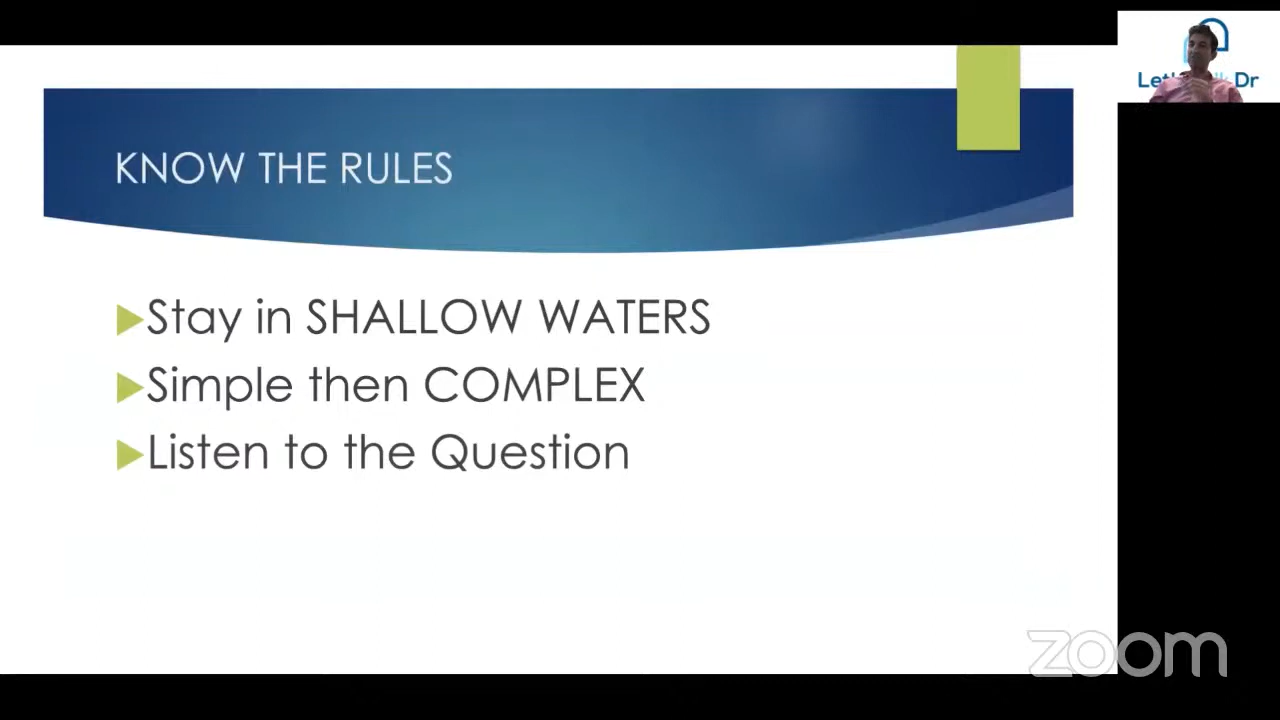 KNOW THE RULES
Stay in SHALLOW WATERS
Simple then COMPLEX
Listen to the Question
Dr
zoom